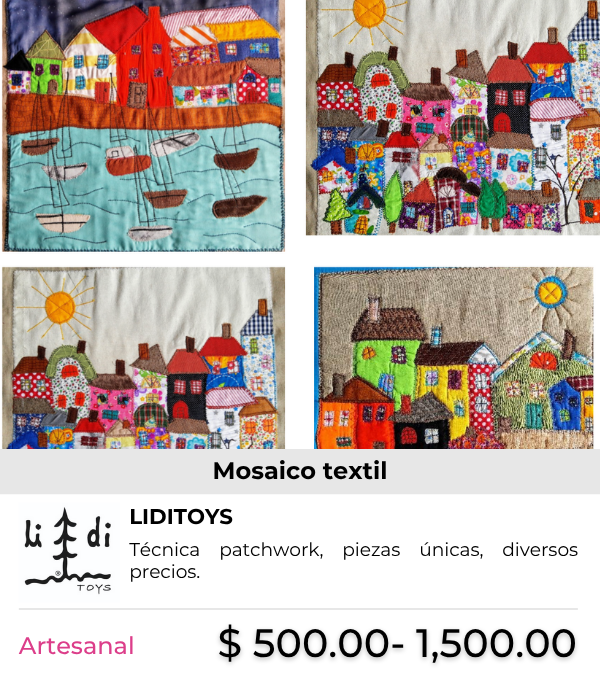 Mosaico textil
LIDITOYS
li di
® TOYS
Técnica patchwork, piezas únicas, diversos
precios.
Artesanal
$ 500.00- 1,500.00